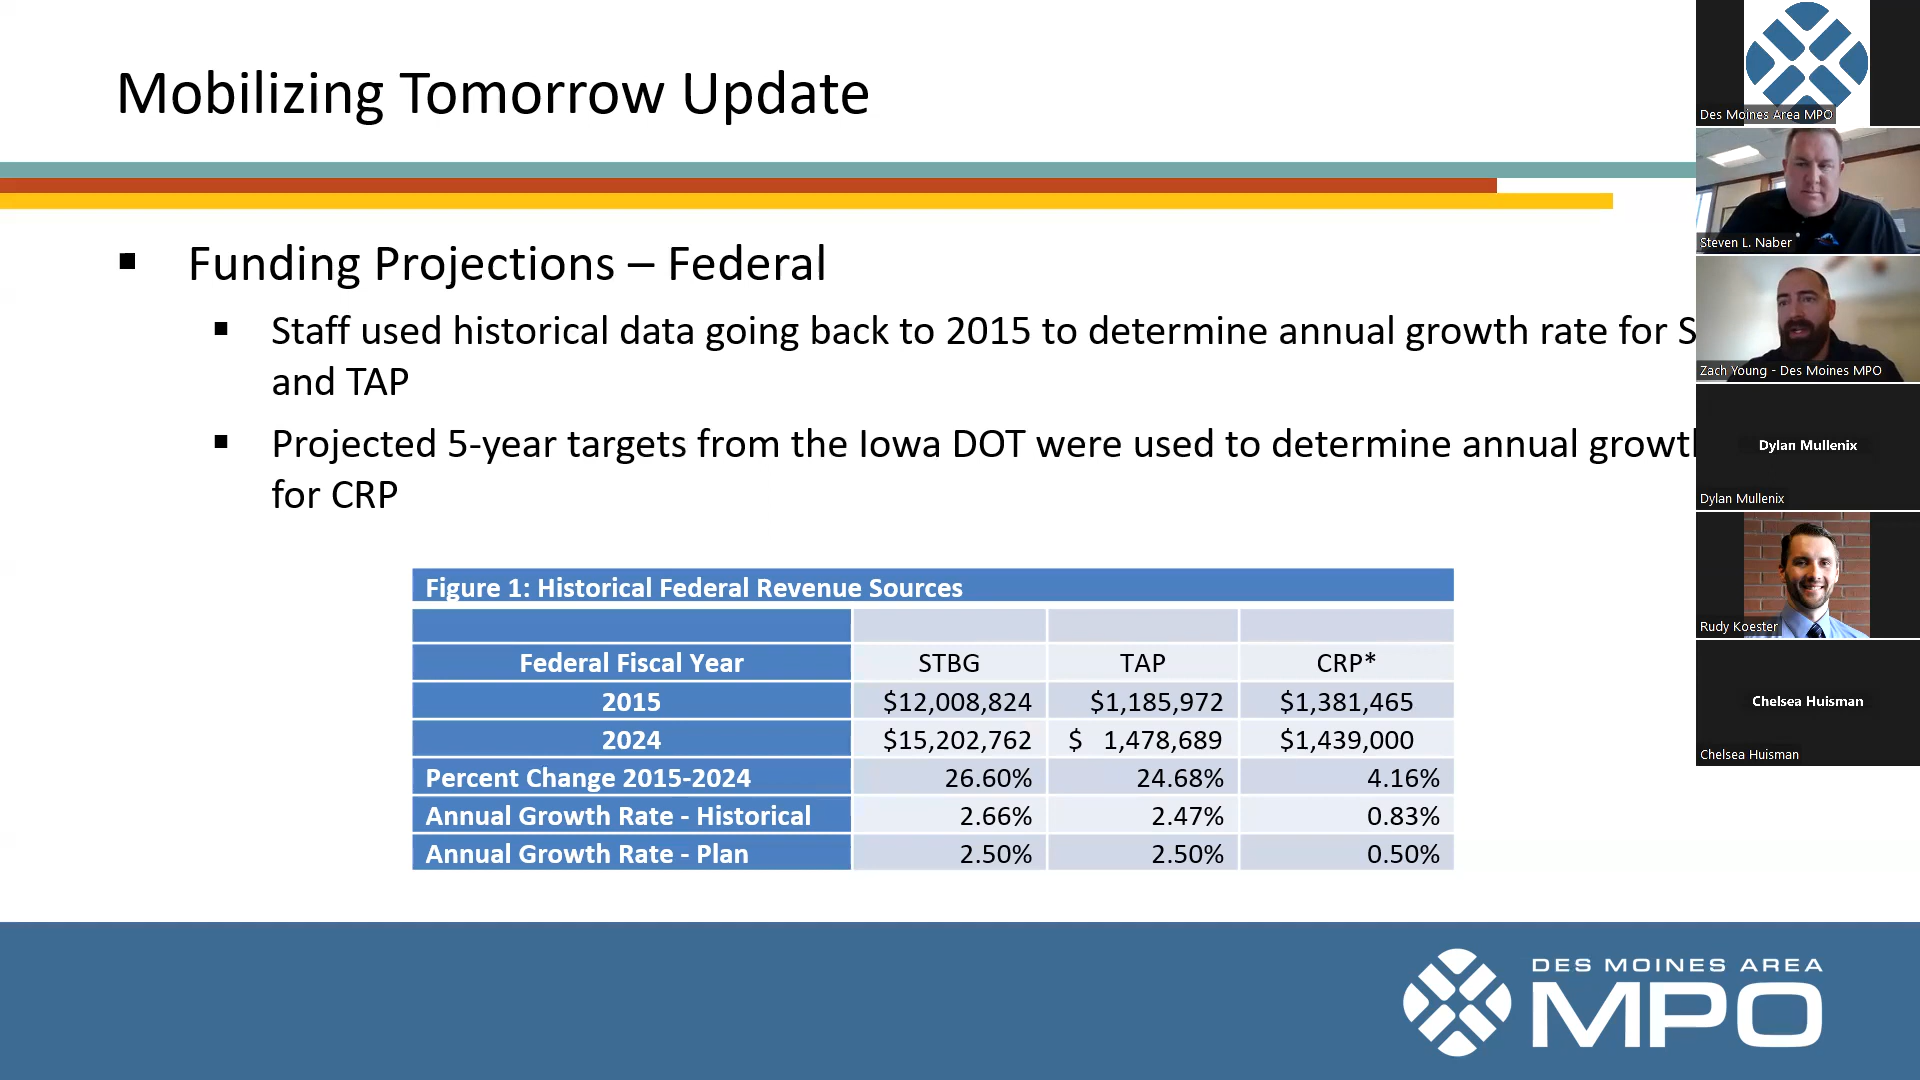 Mobilizing Tomorrow Update
▪ Funding Projections – Federal
▪ Staff used historical data going back to 2015 to determine annual growth rate for S
and TAP
▪ Projected 5-year targets from the Iowa DOT were used to determine annual growth
for CRP
Figure 1: Historical Federal Revenue Sources
Federal Fiscal Year STBG TAP CRP*
2015 $12,008,824 $1,185,972 $1,381,465
2024 $15,202,762 $ 1,478,689 $1,439,000
Percent Change 2015-2024 26.60% 24.68% 4.16%
Annual Growth Rate - Historical 2.66% 2.47% 0.83%
Annual Growth Rate - Plan 2.50% 2.50% 0.50%
DES MOINES AREA
MPO
Des Moines Area MPO
Steven L. Naber
Zach Young - Des Moines MPO
Dylan Mullenix
Dylan Mullenix
Rudy Koester
Chelsea Huisman
Chelsea Huisman